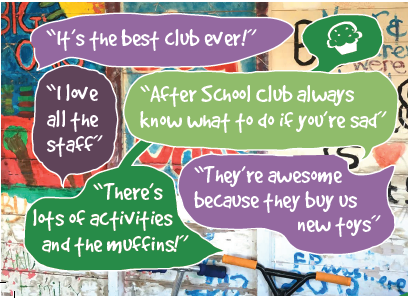 "It's the best club ever!"
"I love
all the
staff"
"After School Club always
know what to do if you're sad"
"They're awesome
because they buy us
new toys"
"There's
lots of activities
and the muffins!"
were